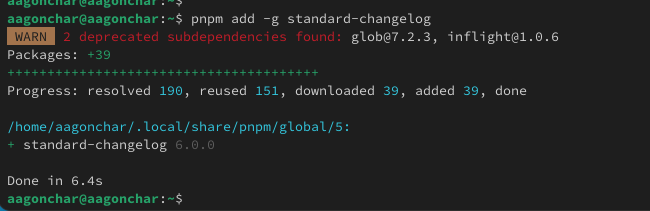 aagonchar@aagonchar:~$
aagonchar@aagonchar:~$ pnpm add -g standard-changelog
WARN 2 deprecated subdependencies found: glob@7.2.3, inflight@1.0.6
Packages: +39
+++++++++++++++++++++++++++++++++++++++
Progress: resolved 190, reused 151, downloaded 39, added 39, done
/home/aagonchar/.local/share/pnpm/global/5:
+ standard-changelog 6.0.0
Done in 6.4s
aagonchar@aagonchar:~$